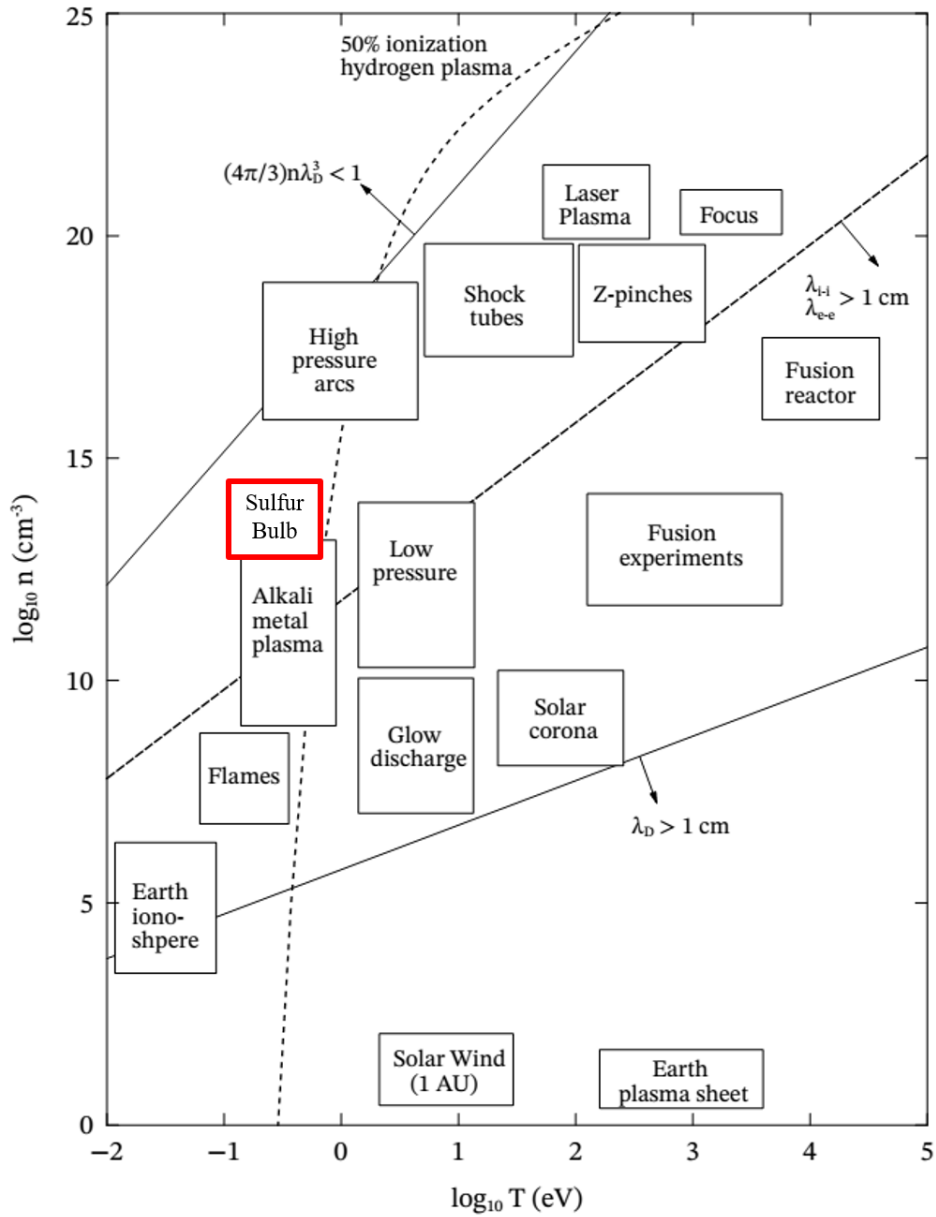 25
50% ionization
hydrogen plasma
(4π/3)nλ_D^3 < 1
Laser
Plasma
Focus
20
λ_i-i
λ_e-e > 1 cm
Shock
tubes
Z-pinches
High
pressure
arcs
Fusion
reactor
15
Sulfur
Bulb
Low
pressure
Fusion
experiments
Alkali
metal
plasma
log₁₀ n (cm⁻³)
10
Solar
corona
Glow
discharge
Flames
λ_D > 1 cm
5
Earth
iono-
shpere
Solar Wind
(1 AU)
Earth
plasma sheet
0
−2
−1
0
1
2
3
4
5
log₁₀ T (eV)